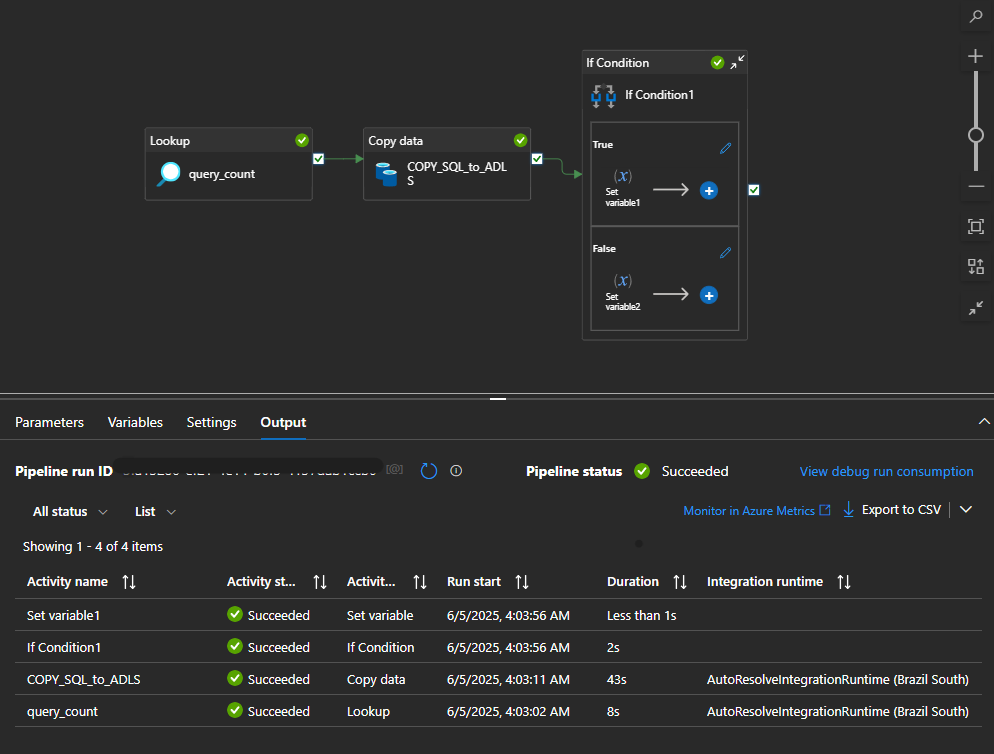 If Condition
If Condition1
Lookup
query_count
Copy data
COPY_SQL_to_ADL
S
True
(x)
Set
variable1
False
(x)
Set
variable2
Parameters Variables Settings Output
Pipeline run ID Pipeline status Succeeded View debug run consumption
All status List Monitor in Azure Metrics Export to CSV
Showing 1 - 4 of 4 items
Activity name Activity st... Activit... Run start Duration Integration runtime
Set variable1 Succeeded Set variable 6/5/2025, 4:03:56 AM Less than 1s
If Condition1 Succeeded If Condition 6/5/2025, 4:03:56 AM 2s
COPY_SQL_to_ADLS Succeeded Copy data 6/5/2025, 4:03:11 AM 43s AutoResolveIntegrationRuntime (Brazil South)
query_count Succeeded Lookup 6/5/2025, 4:03:02 AM 8s AutoResolveIntegrationRuntime (Brazil South)